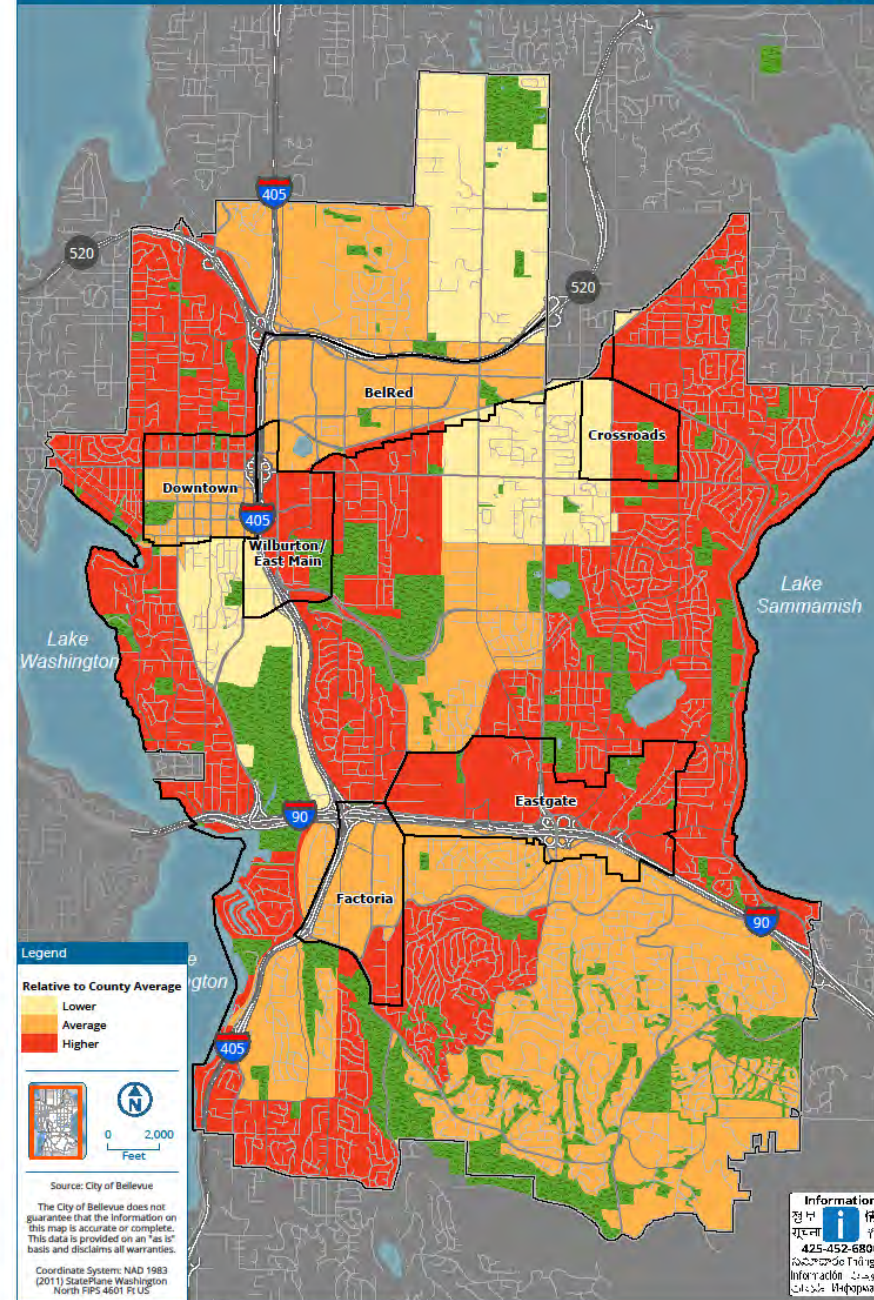 405
520
520
BelRed
Crossroads
Downtown
405
Wilburton/
East Main
Lake
Sammamish
Lake
Washington
Eastgate
90
Factoria
90
Legend
Relative to County Average
Lower
Average
Higher
405
N
0 2,000
Feet
Source: City of Bellevue
The City of Bellevue does not
guarantee that the information on
this map is accurate or complete.
This data is provided on an "as is"
basis and disclaims all warranties.
Coordinate System: NAD 1983
(2011) StatePlane Washington
North FIPS 4601 Ft US
Information
정보
i
425-452-680
Información